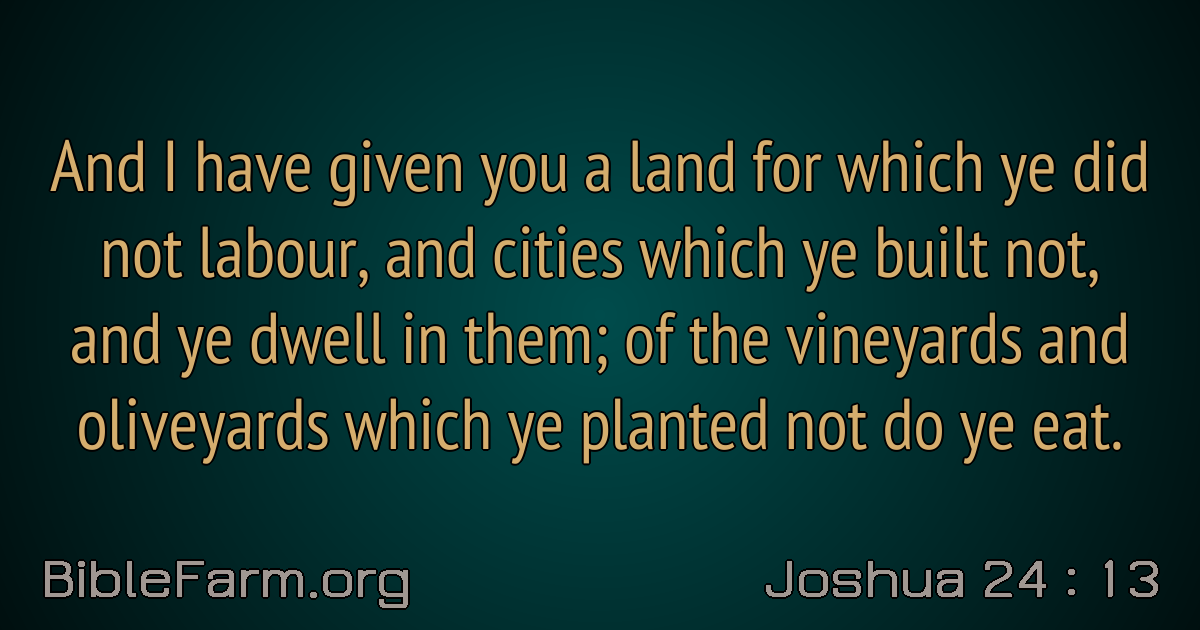 And I have given you a land for which ye did
not labour, and cities which ye built not,
and ye dwell in them; of the vineyards and
oliveyards which ye planted not do ye eat.
BibleFarm.org
Joshua 24 : 13